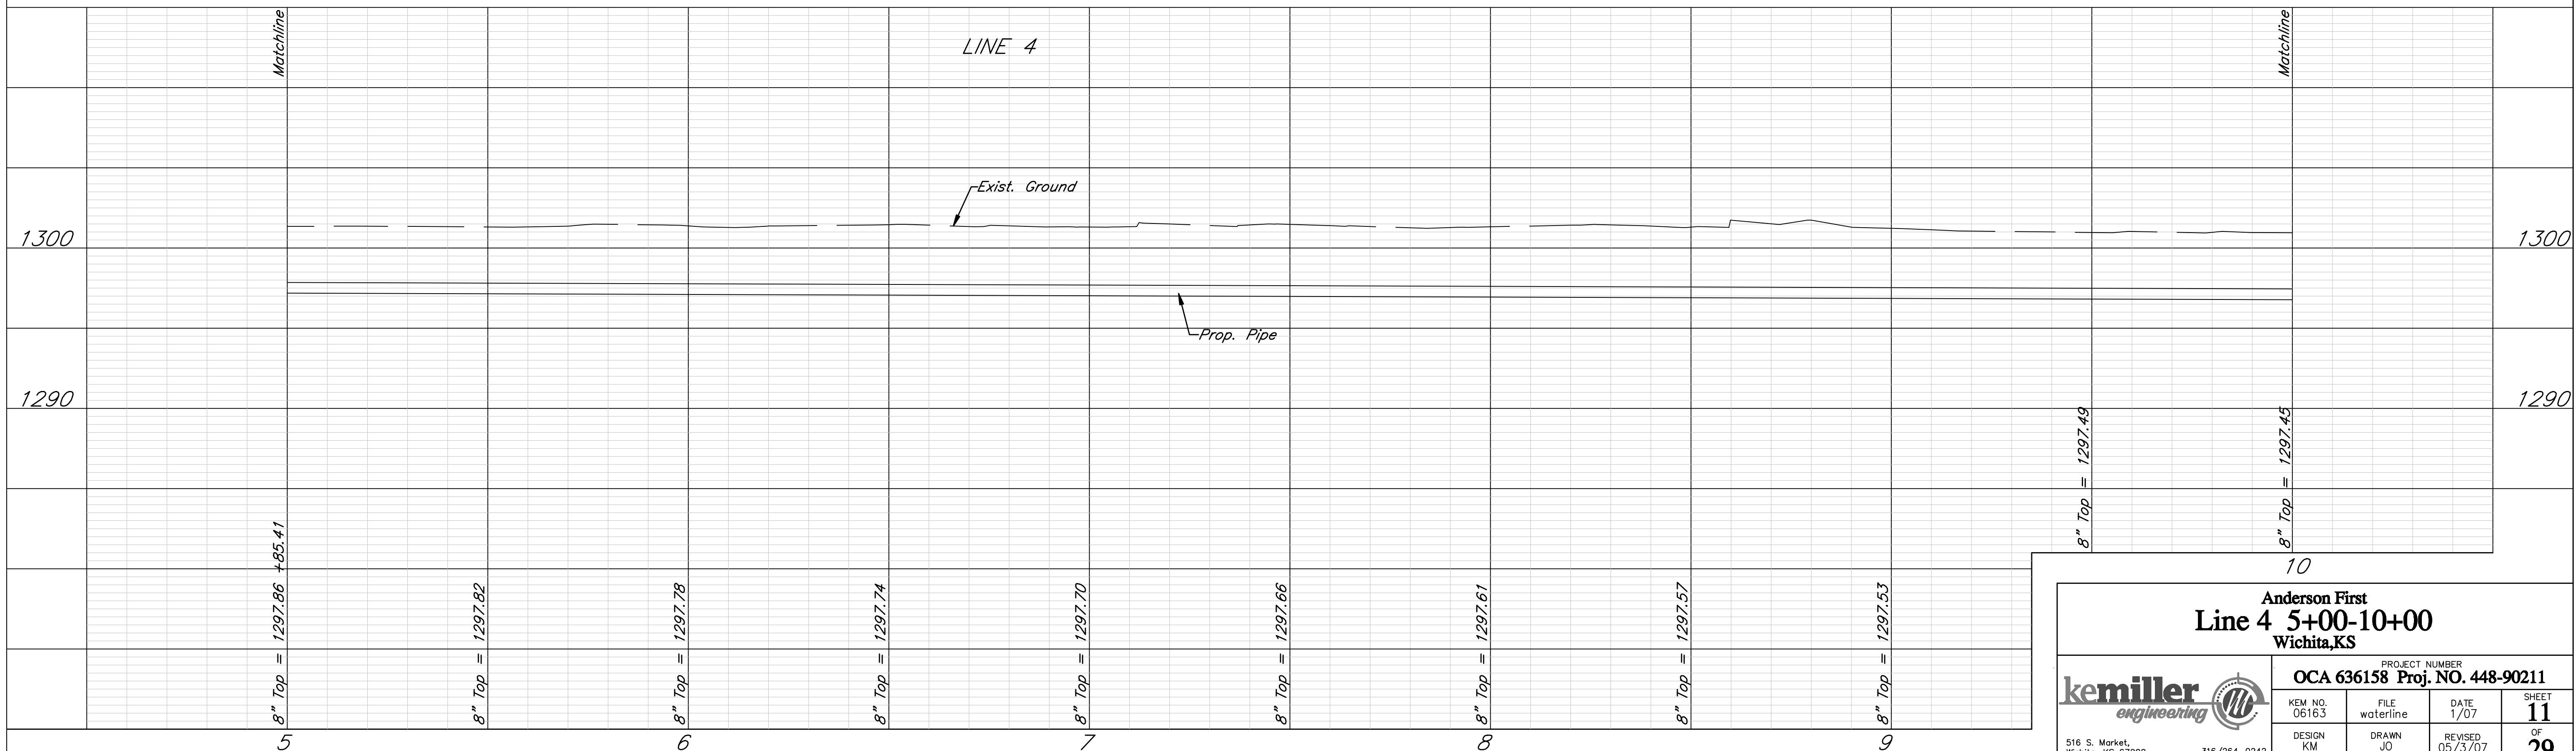 Matchline
LINE 4
Matchline
Exist. Ground
1300
1300
Prop. Pipe
1290
1290
8" Top = 1297.86 +85.41
8" Top = 1297.82
8" Top = 1297.78
8" Top = 1297.74
8" Top = 1297.70
8" Top = 1297.66
8" Top = 1297.61
8" Top = 1297.57
8" Top = 1297.53
8" Top = 1297.49
8" Top = 1297.45
5
6
7
8
9
10
Anderson First
Line 4 5+00-10+00
Wichita,KS
kemiller
engineering
PROJECT NUMBER
OCA 636158 Proj. NO. 448-90211
KEM NO.
06163
FILE
waterline
DATE
1/07
SHEET
11
DESIGN
KM
DRAWN
JO
REVISED
05/3/07
OF
29
516 S. Market,